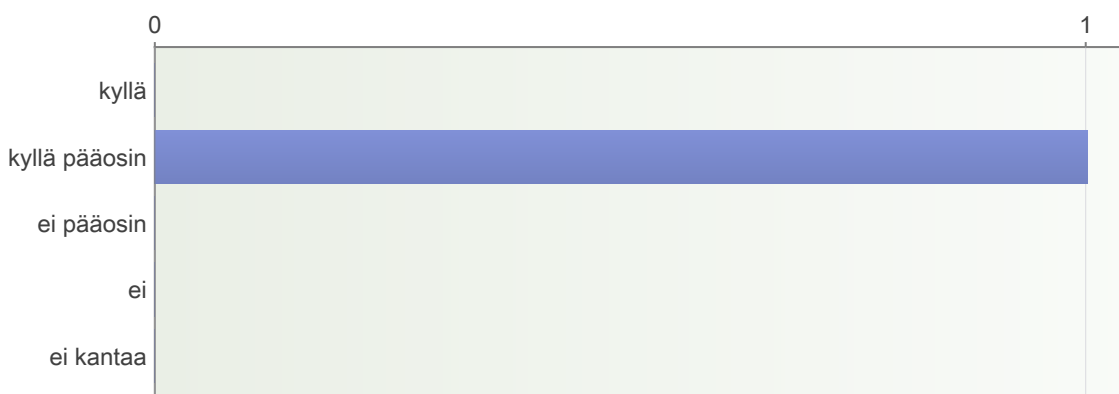 0 1
kyllä
kyllä pääosin
ei pääosin
ei
ei kantaa